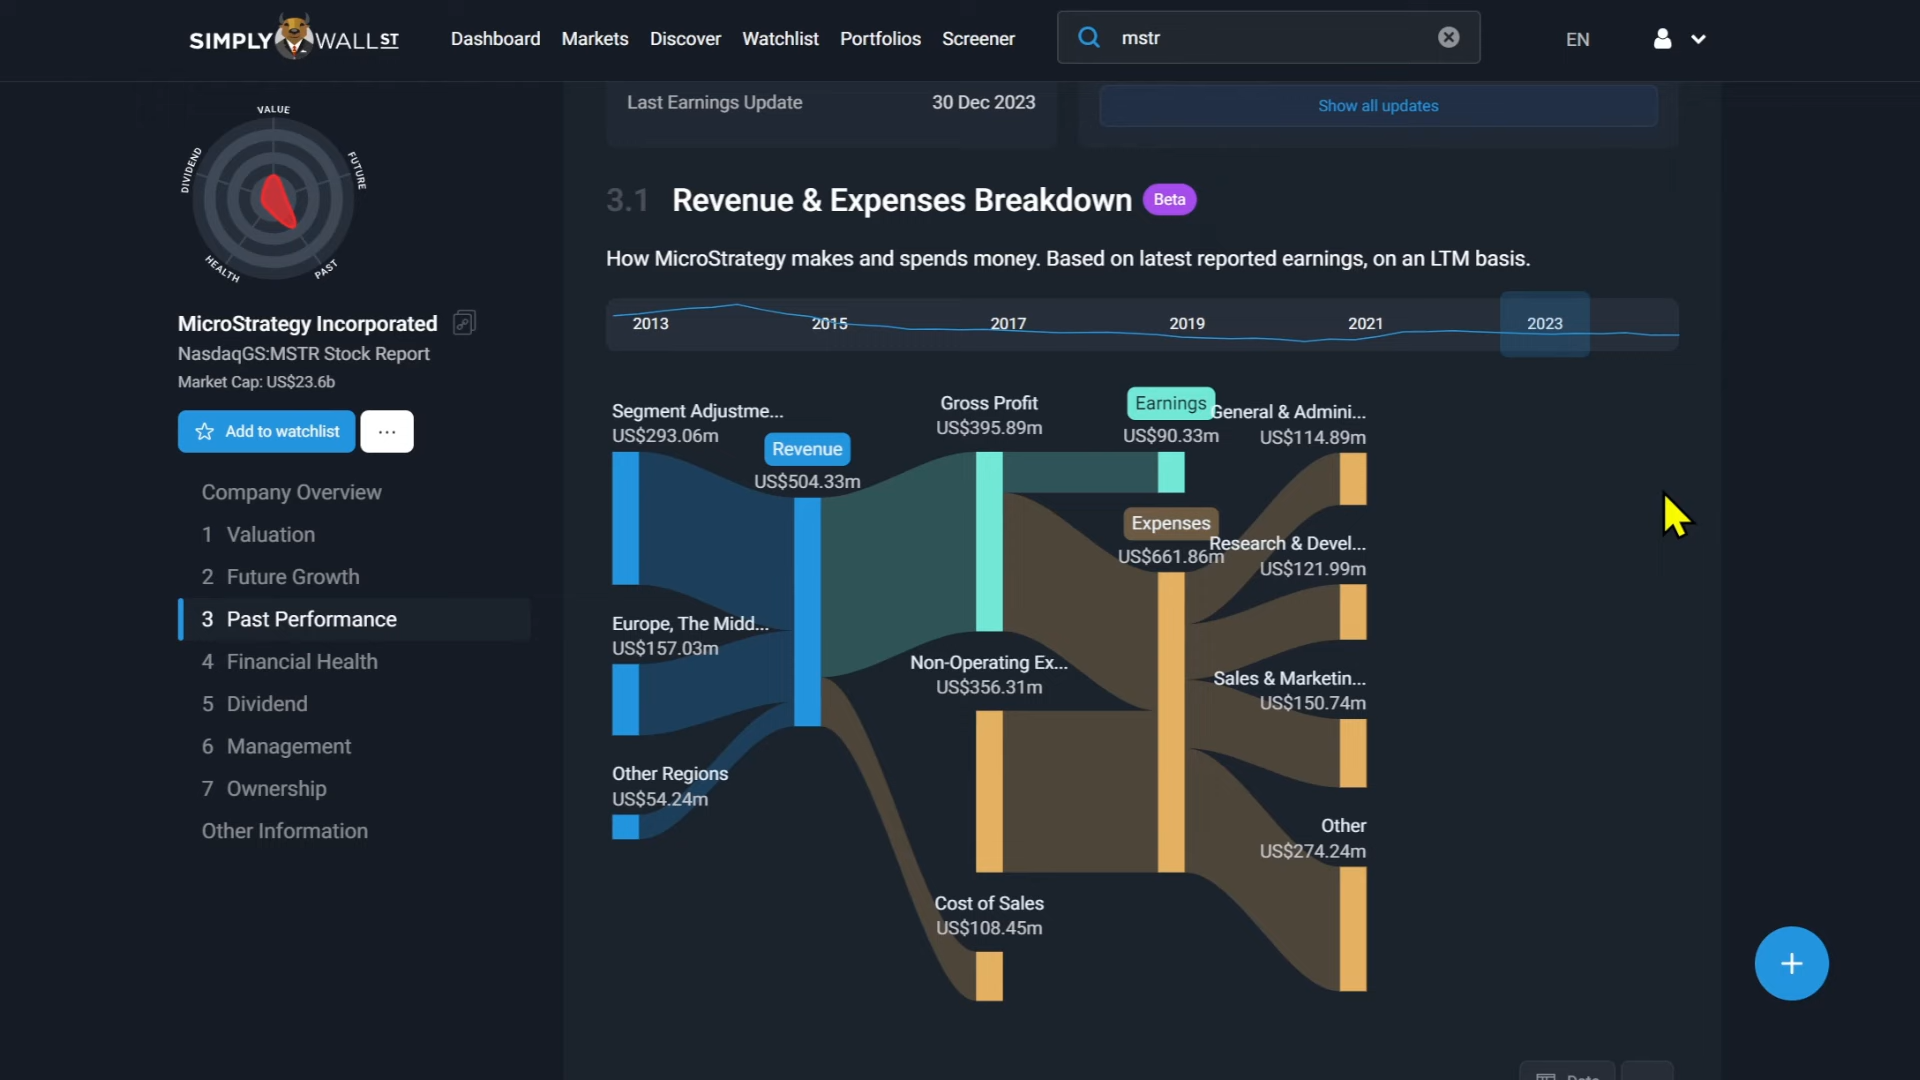 SIMPLY WALLST
Dashboard
Markets
Discover
Watchlist
Portfolios
Screener
mstr
EN
VALUE
FUTURE
PAST
HEALTH
DIVIDEND
MicroStrategy Incorporated
NasdaqGS:MSTR Stock Report
Market Cap: US$23.6b
Add to watchlist
...
Company Overview
1 Valuation
2 Future Growth
3 Past Performance
4 Financial Health
5 Dividend
6 Management
7 Ownership
Other Information
Last Earnings Update 30 Dec 2023
Show all updates
3.1 Revenue & Expenses Breakdown Beta
How MicroStrategy makes and spends money. Based on latest reported earnings, on an LTM basis.
2013 2015 2017 2019 2021 2023
Segment Adjustme...
US$293.06m
Europe, The Midd...
US$157.03m
Other Regions
US$54.24m
Revenue
US$504.33m
Gross Profit
US$395.89m
Non-Operating Ex...
US$356.31m
Cost of Sales
US$108.45m
Earnings
US$90.33m
Expenses
US$661.86m
General & Admini...
US$114.89m
Research & Devel...
US$121.99m
Sales & Marketin...
US$150.74m
Other
US$274.24m